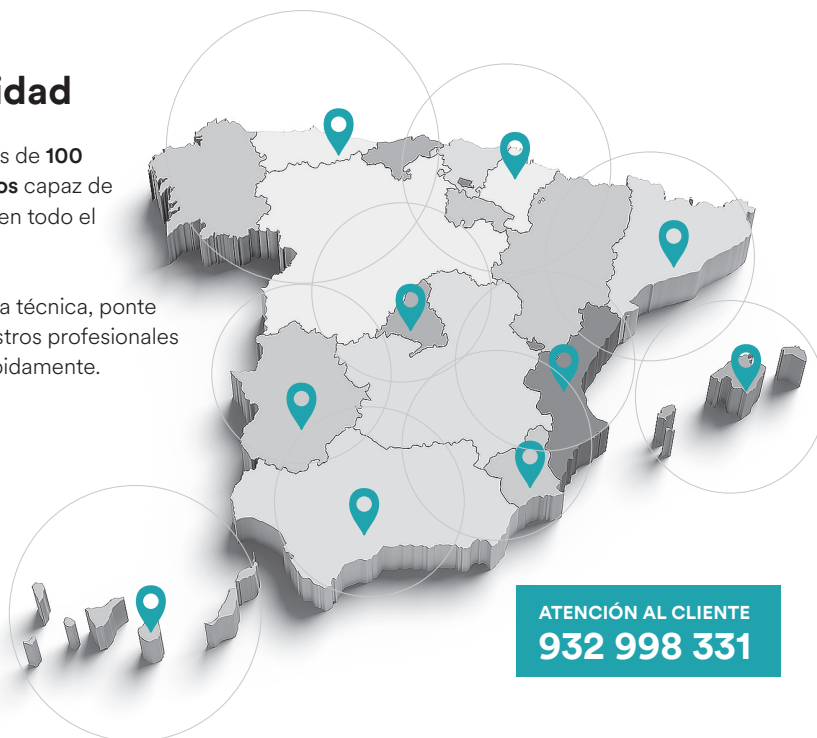 idad
s de 100
os capaz de
en todo el
a técnica, ponte
stros profesionales
pidamente.
ATENCIÓN AL CLIENTE
932 998 331